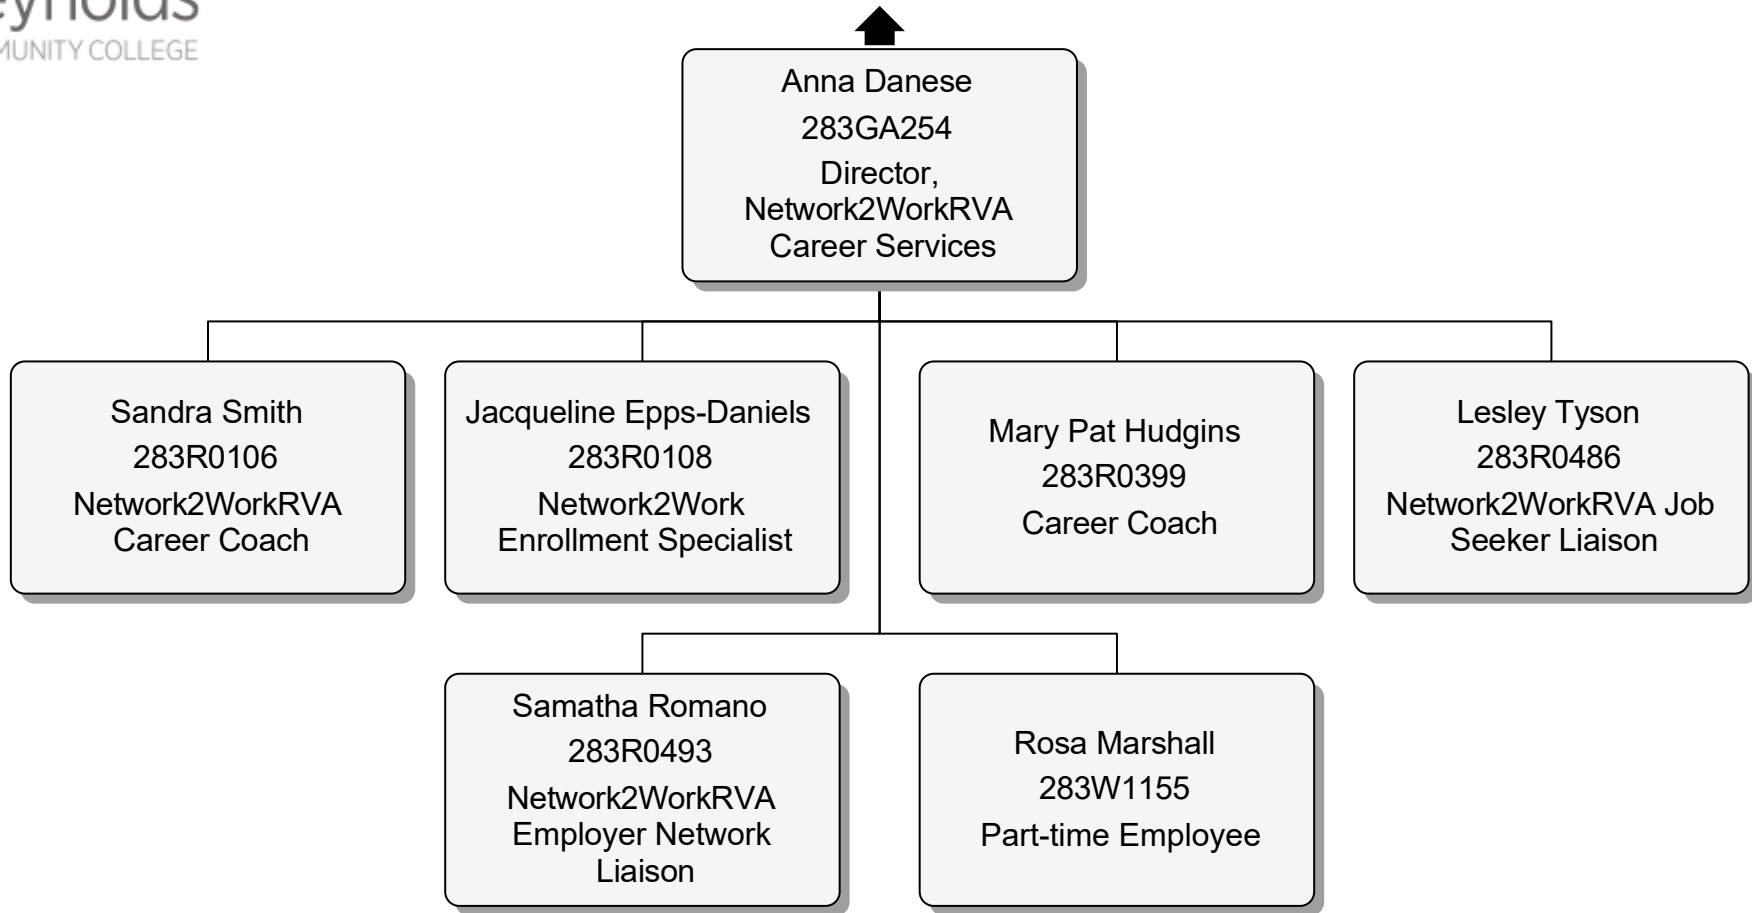 eynolds
MUNITY COLLEGE
Anna Danese
283GA254
Director,
Network2WorkRVA
Career Services
Sandra Smith
283R0106
Network2WorkRVA
Career Coach
Jacqueline Epps-Daniels
283R0108
Network2Work
Enrollment Specialist
Mary Pat Hudgins
283R0399
Career Coach
Lesley Tyson
283R0486
Network2WorkRVA Job
Seeker Liaison
Samatha Romano
283R0493
Network2WorkRVA
Employer Network
Liaison
Rosa Marshall
283W1155
Part-time Employee